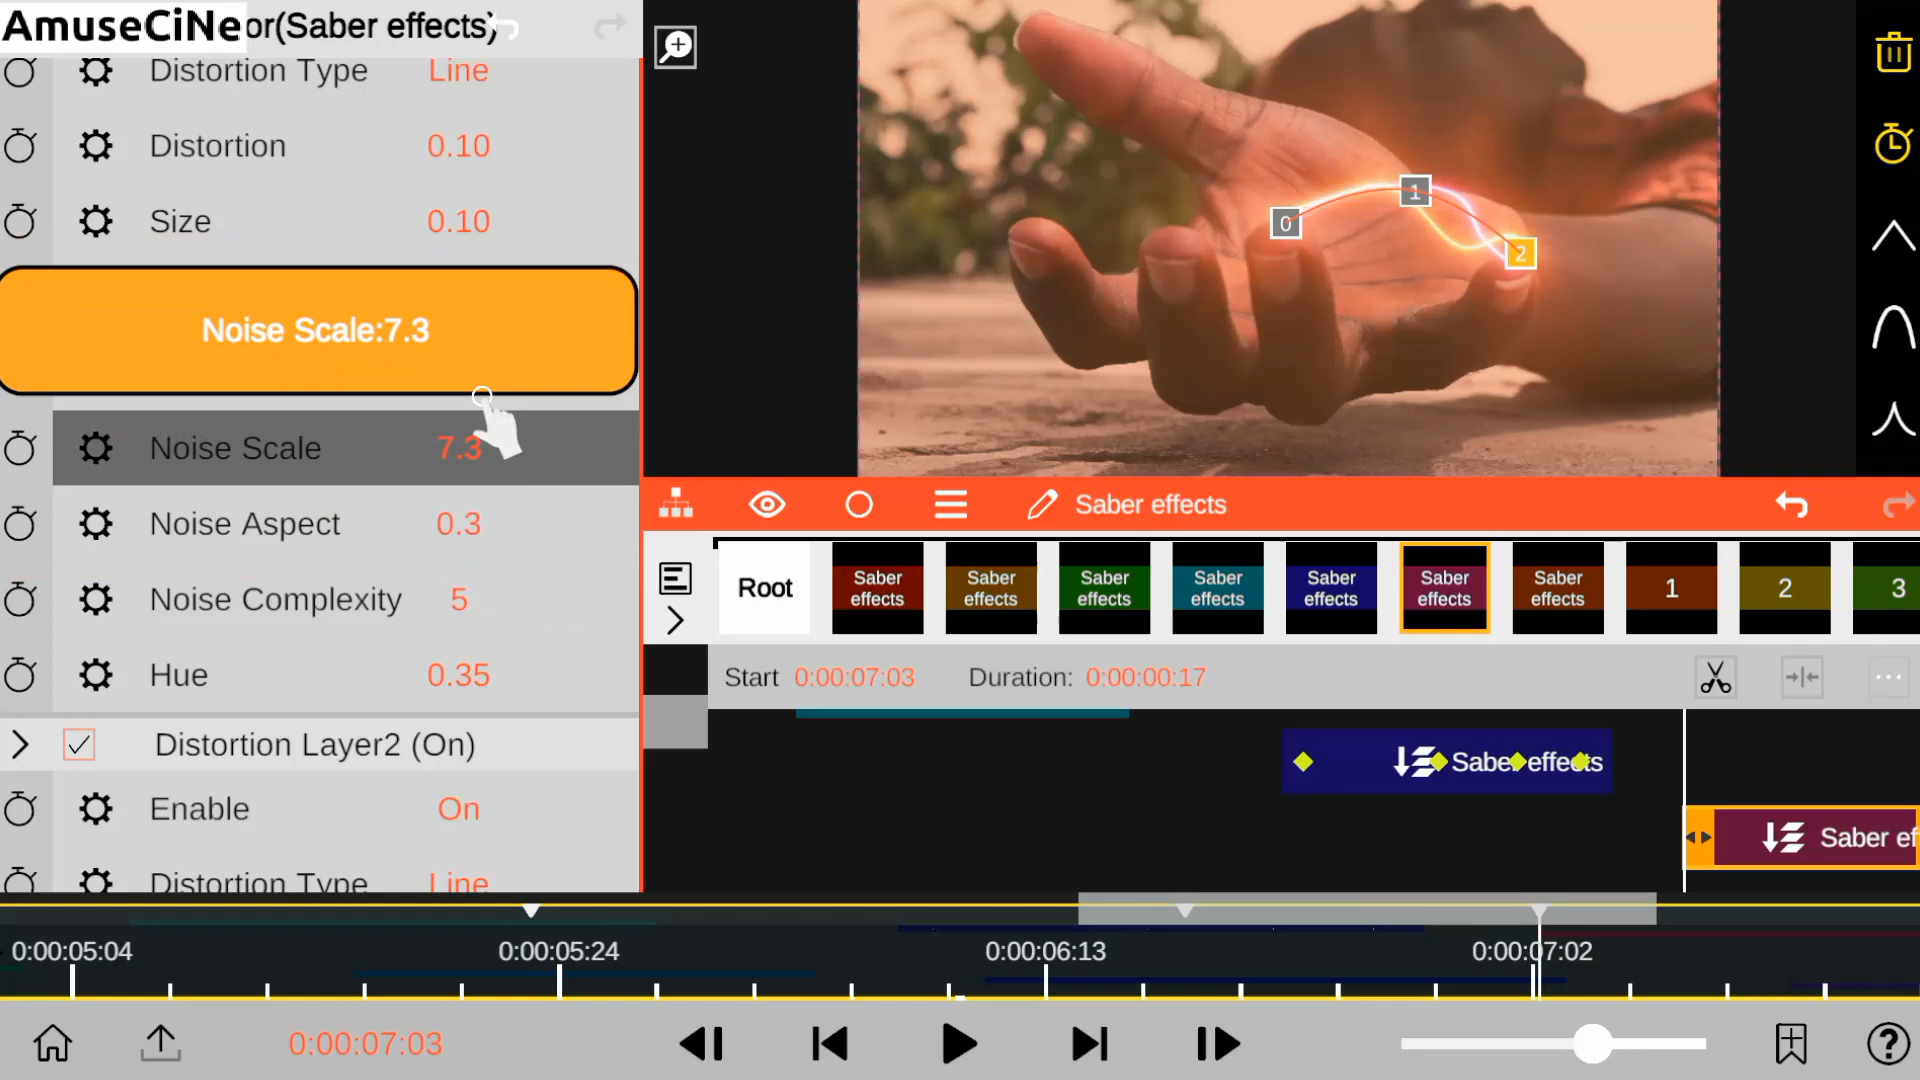 AmuseCiNe or(Saber effects)
Distortion Type Line
Distortion 0.10
Size 0.10
Noise Scale:7.3
Noise Scale 7.3
Noise Aspect 0.3
Noise Complexity 5
Hue 0.35
Distortion Layer2 (On)
Enable On
Distortion Type Line
0 1 2
Saber effects
Root
Saber effects
Saber effects
Saber effects
Saber effects
Saber effects
Saber effects
Saber effects
1 2 3
Start 0:00:07:03 Duration: 0:00:00:17
Saber effects
Saber ef
0:00:05:04 0:00:05:24 0:00:06:13 0:00:07:02
0:00:07:03